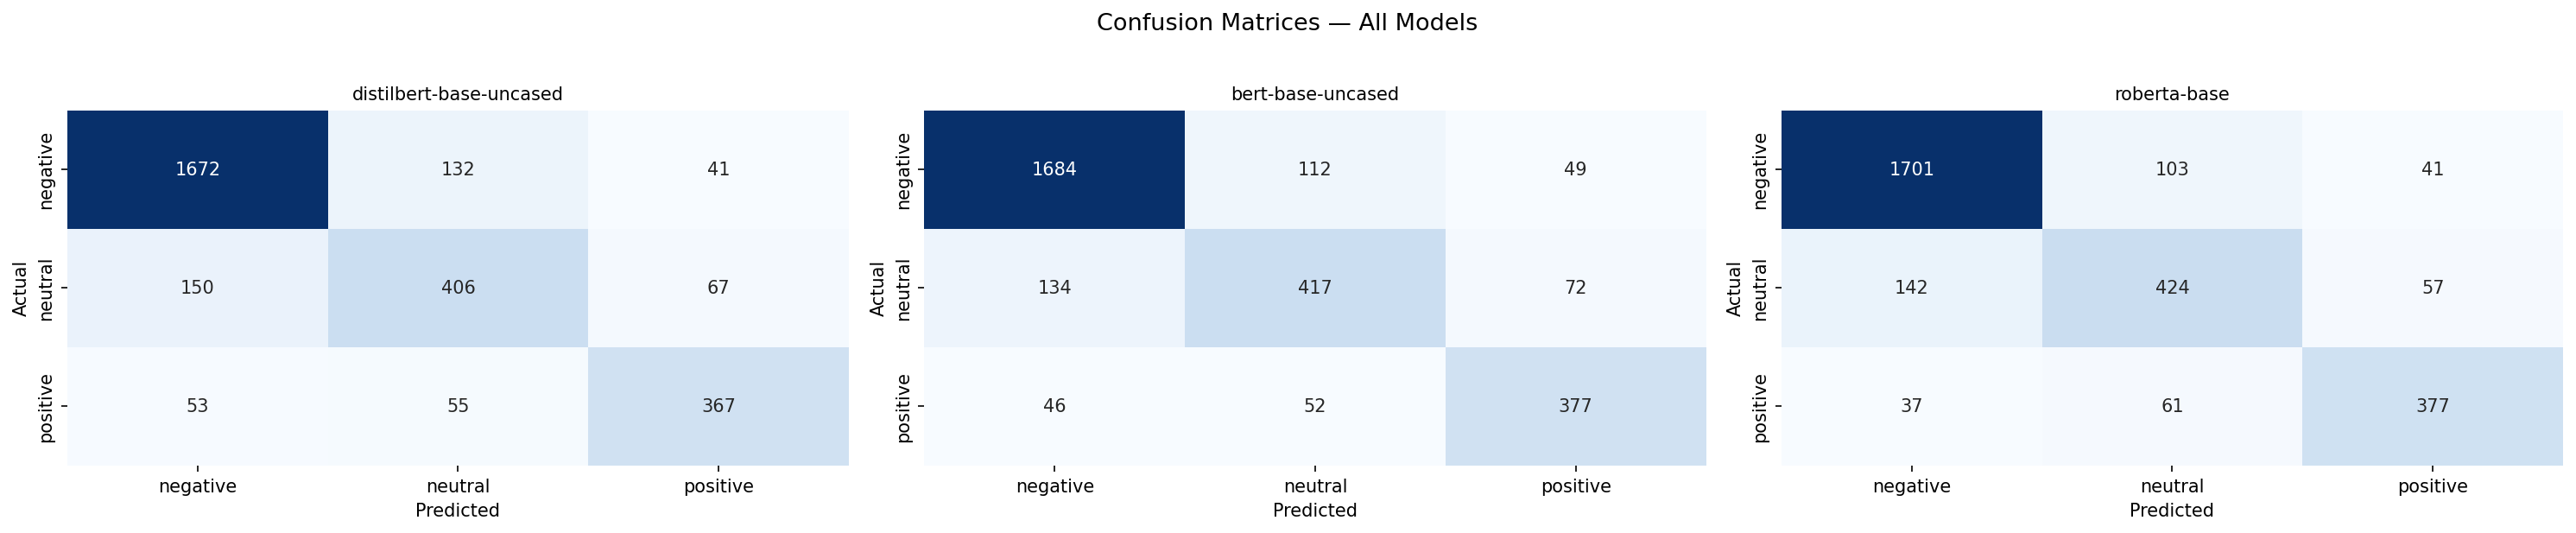 Confusion Matrices — All Models
distilbert-base-uncased
Actual
negative
neutral
positive
1672 132 41
150 406 67
53 55 367
negative neutral positive
Predicted
bert-base-uncased
Actual
negative
neutral
positive
1684 112 49
134 417 72
46 52 377
negative neutral positive
Predicted
roberta-base
Actual
negative
neutral
positive
1701 103 41
142 424 57
37 61 377
negative neutral positive
Predicted